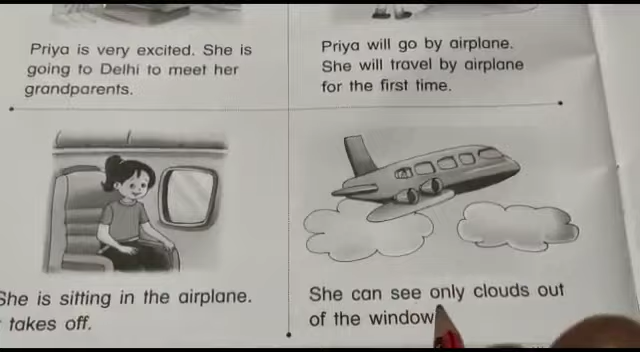 Priya is very excited. She is
going to Delhi to meet her
grandparents.
Priya will go by airplane.
She will travel by airplane
for the first time.
She is sitting in the airplane.
takes off.
She can see only clouds out
of the window